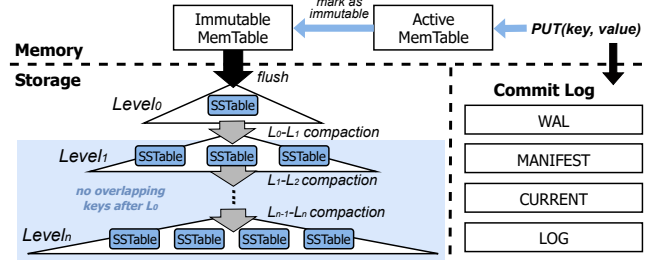 mark as
immutable
Immutable
MemTable
Active
MemTable
PUT(key, value)
Memory
Storage
flush
Commit Log
Level0
SSTable
WAL
L0-L1 compaction
Level1
SSTable SSTable SSTable
MANIFEST
L1-L2 compaction
no overlapping
keys after L0
CURRENT
Ln-1-Ln compaction
Leveln
SSTable SSTable SSTable SSTable
LOG